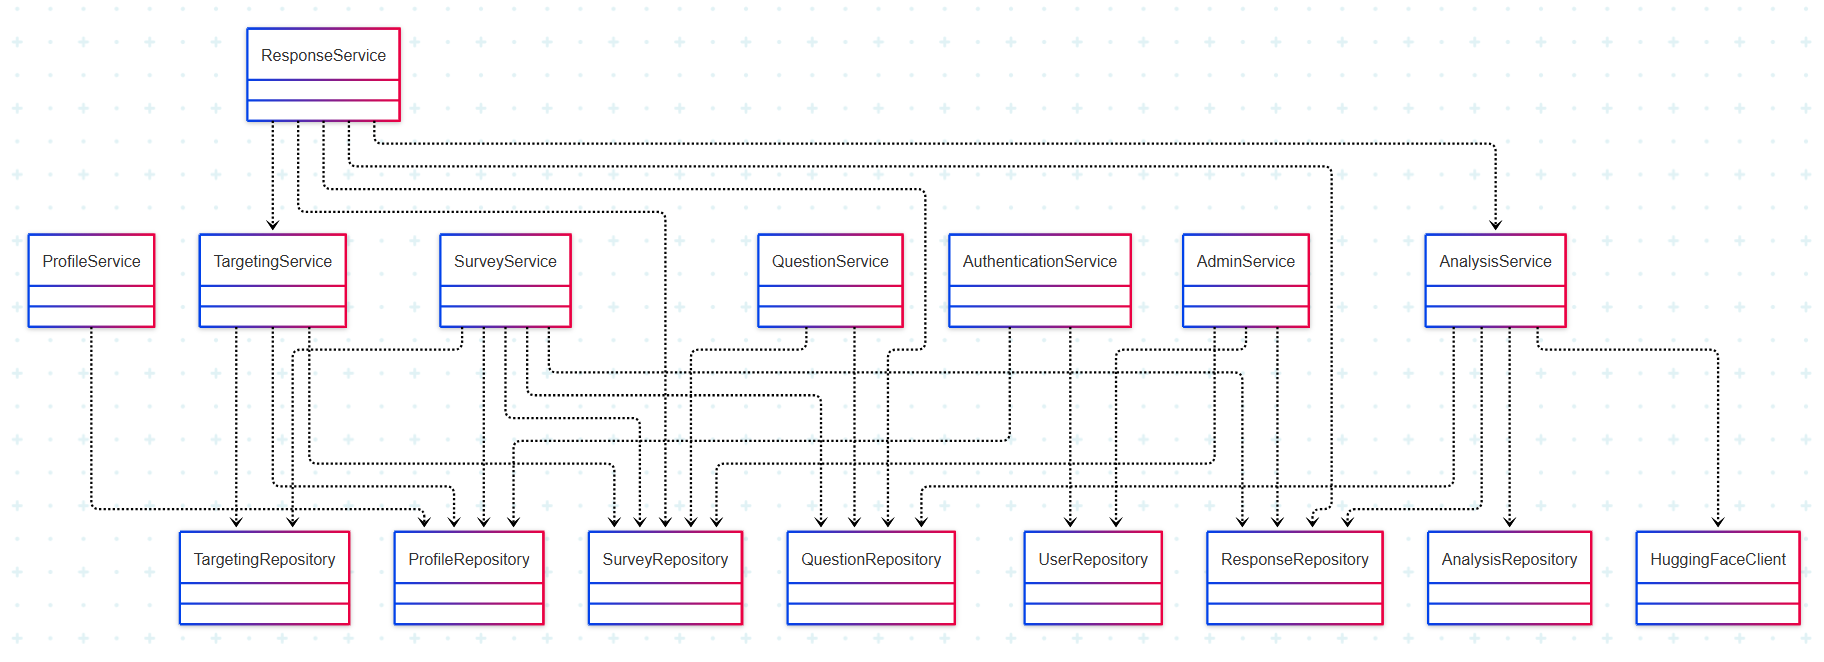 ResponseService
ProfileService
TargetingService
SurveyService
QuestionService
AuthenticationService
AdminService
AnalysisService
TargetingRepository
ProfileRepository
SurveyRepository
QuestionRepository
UserRepository
ResponseRepository
AnalysisRepository
HuggingFaceClient